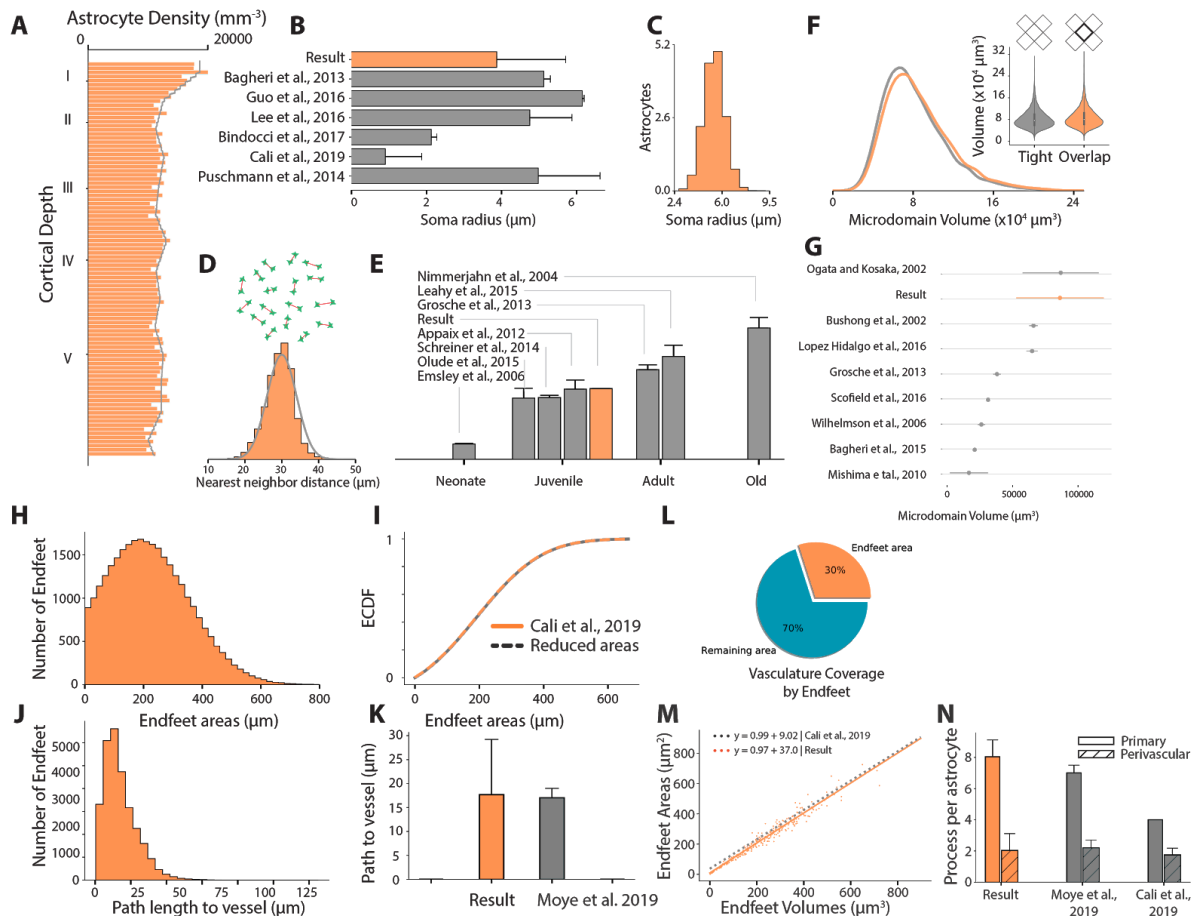 A
Astrocyte Density (mm⁻³)
0
20000
Cortical Depth
I
II
III
IV
V
B
Result
Bagheri et al., 2013
Guo et al., 2016
Lee et al., 2016
Bindocci et al., 2017
Cali et al., 2019
Puschmann et al., 2014
0
2
4
6
Soma radius (μm)
C
Astrocytes
5.2
2.6
0.0
2.4
6.0
9.5
Soma radius (μm)
F
Volume (x10⁴ μm³)
32
24
16
8
0
Tight
Overlap
0
8
16
24
Microdomain Volume (x10⁴ μm³)
D
10
20
30
40
50
Nearest neighbor distance (μm)
E
Nimmerjahn et al., 2004
Leahy et al., 2015
Grosche et al., 2013
Result
Appaix et al., 2012
Schreiner et al., 2014
Olude et al., 2015
Emsley et al., 2006
Neonate
Juvenile
Adult
Old
G
Ogata and Kosaka, 2002
Result
Bushong et al., 2002
Lopez Hidalgo et al., 2016
Grosche et al., 2013
Scofield et al., 2016
Wilhelmson et al., 2006
Bagheri et al., 2015
Mishima e tal., 2010
0
50000
100000
Microdomain Volume (μm³)
H
Number of Endfeet
1500
1000
500
0
0
200
400
600
800
Endfeet areas (μm)
I
ECDF
1
0
Cali et al., 2019
Reduced areas
0
200
400
600
Endfeet areas (μm)
L
Endfeet area
30%
70%
Remaining area
Vasculature Coverage
by Endfeet
J
Number of Endfeet
5000
4000
3000
2000
1000
0
0
25
50
75
100
125
Path length to vessel (μm)
K
Path to vessel (μm)
30
25
20
15
10
5
0
Result
Moye et al. 2019
M
y = 0.99 + 9.02 | Cali et al., 2019
y = 0.97 + 37.0 | Result
Endfeet Areas (μm²)
800
600
400
200
0
0
200
400
600
800
Endfeet Volumes (μm³)
N
Primary
Perivascular
Process per astrocyte
8
6
4
2
0
Result
Moye et al.,
2019
Cali et al.,
2019